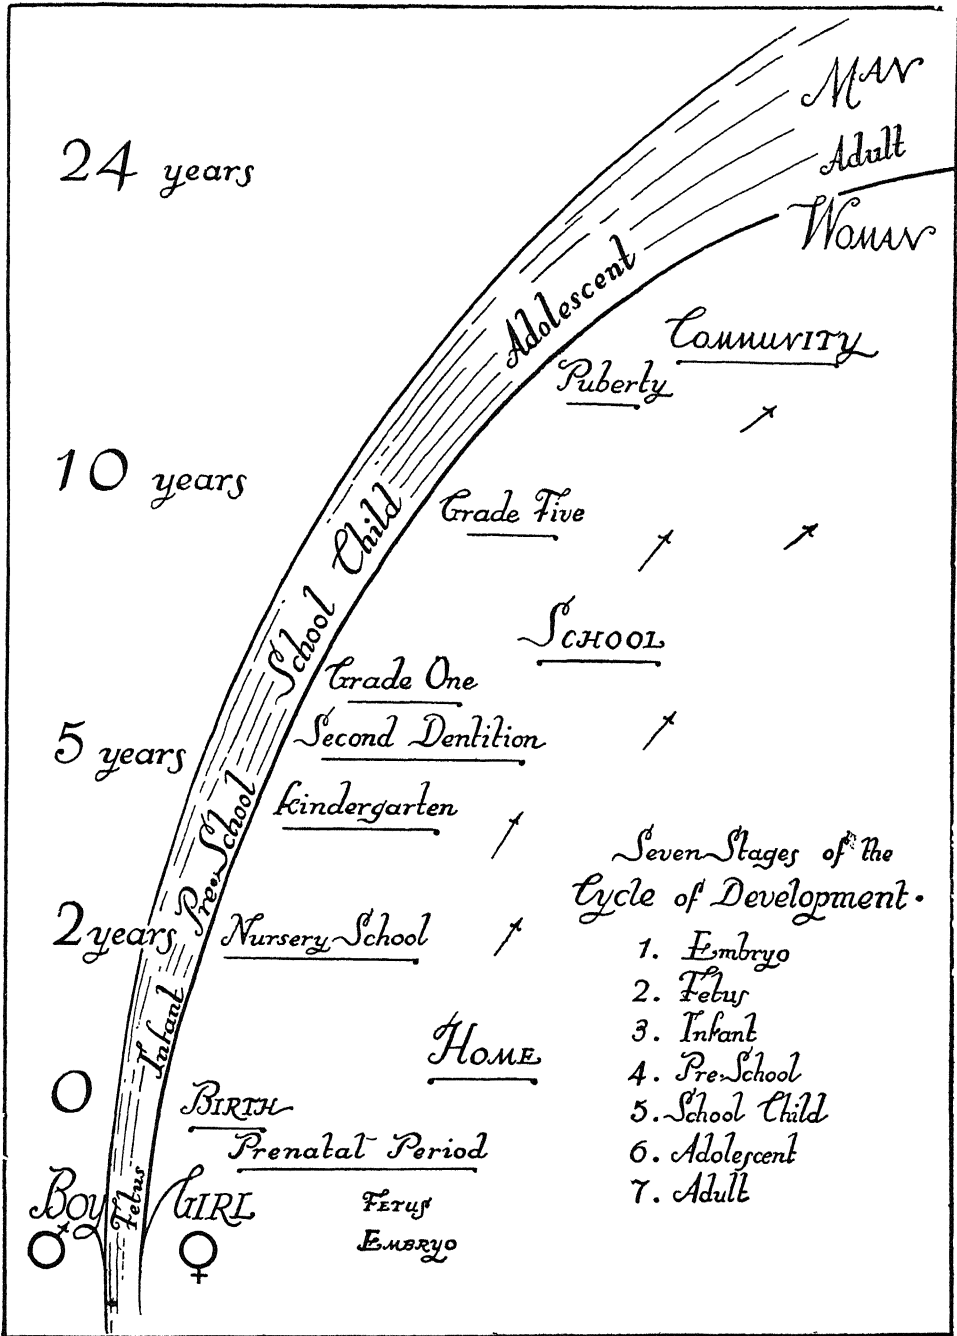 MAN
Adult
WOMAN
24 years
Adolescent
COMMUNITY
Puberty
10 years
Grade Five
School Child
SCHOOL
Grade One
Second Dentition
5 years
Kindergarten
Pre-School
2 years
Nursery School
Infant
HOME
0
BIRTH
Prenatal Period
BOY
Fetus
GIRL
FETUS
EMBRYO
♂
♀
Seven Stages of the
Cycle of Development.
1. Embryo
2. Fetus
3. Infant
4. Pre-School
5. School Child
6. Adolescent
7. Adult